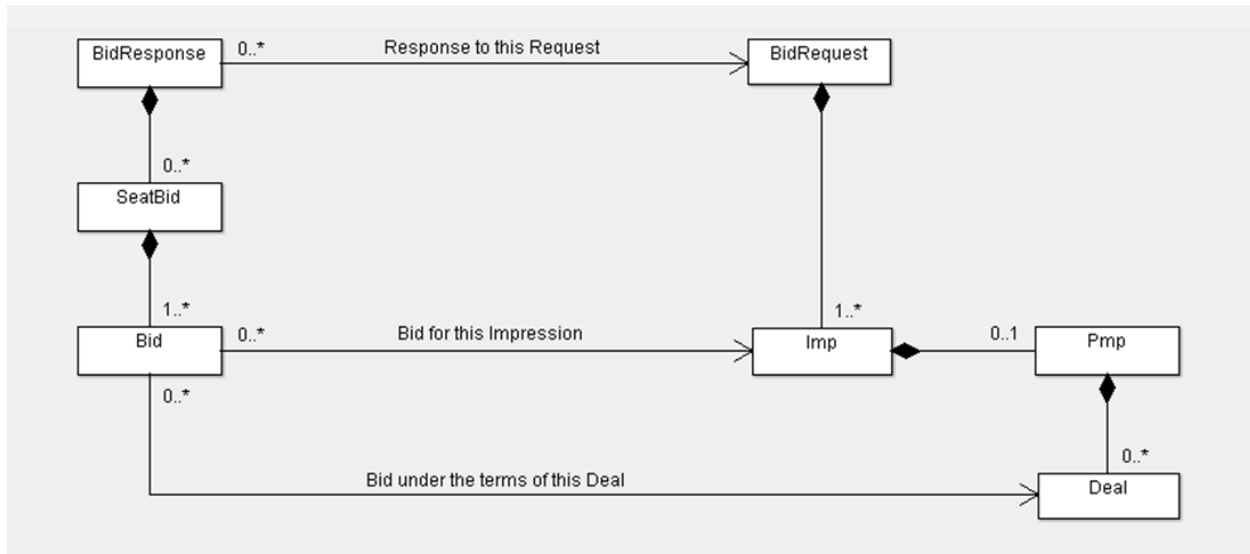 BidResponse
0..*
Response to this Request
BidRequest
0..*
SeatBid
1..*
1..*
Bid
0..*
Bid for this Impression
Imp
0..1
Pmp
0..*
0..*
Bid under the terms of this Deal
Deal